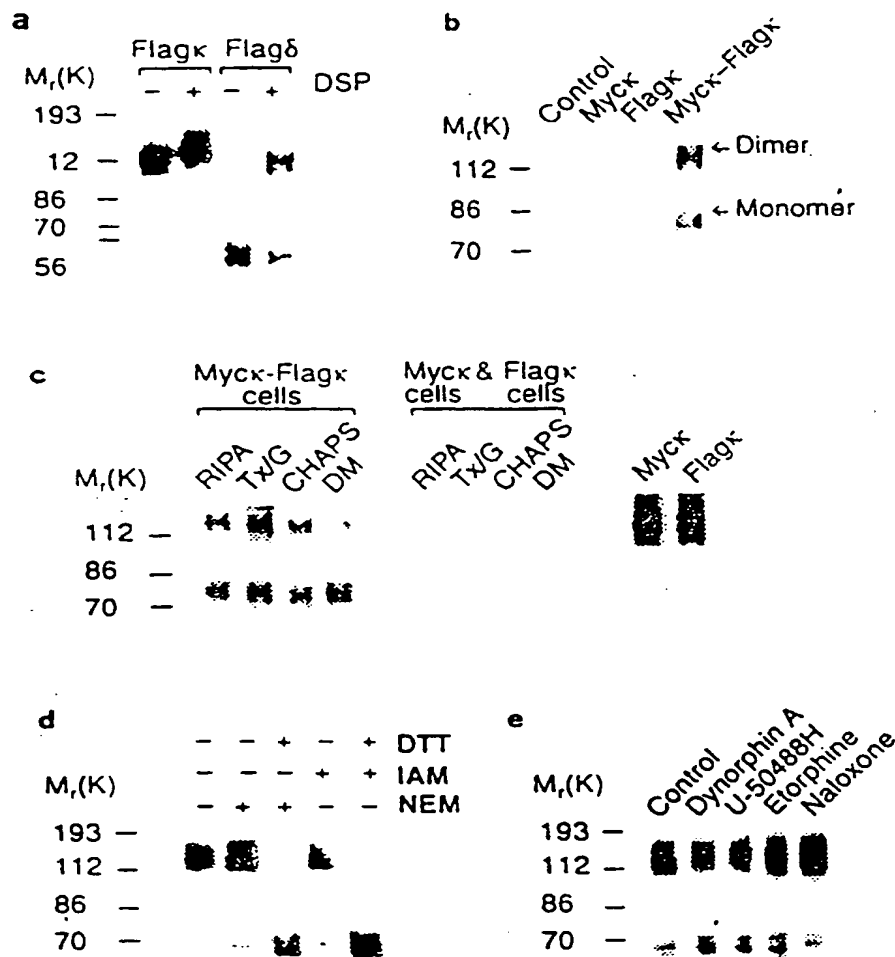 a
Flagκ Flagδ
Mr(K) – + – + DSP
193 –
12 –
86 –
70 =
56
b
Control
Mycκ
Flagκ
Mycκ–Flagκ
Mr(K)
← Dimer
112 –
86 –
← Monomer
70 –
c
Mycκ-Flagκ
cells
Mycκ & Flagκ
cells cells
RIPA
Tx/G
CHAPS
DM
RIPA
Tx/G
CHAPS
DM
Mycκ
Flagκ
Mr(K)
112 –
86 –
70 –
d
– – + – + DTT
– – – + + IAM
– + + – – NEM
Mr(K)
193 –
112 –
86 –
70 –
e
Control
Dynorphin A
U-50488H
Etorphine
Naloxone
Mr(K)
193 –
112 –
86 –
70 –